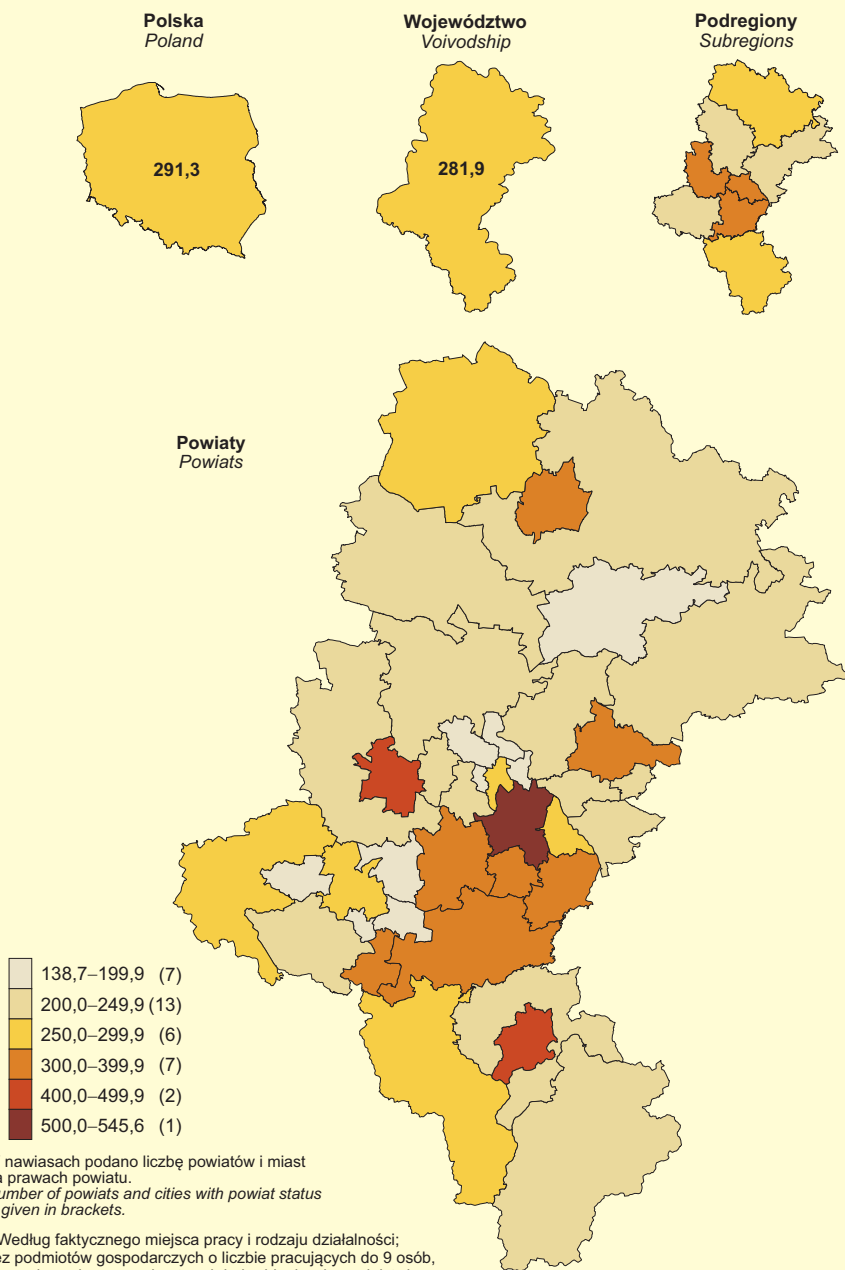 Polska
Poland
Województwo
Voivodship
Podregiony
Subregions
291,3
281,9
Powiaty
Powiats
138,7–199,9 (7)
200,0–249,9 (13)
250,0–299,9 (6)
300,0–399,9 (7)
400,0–499,9 (2)
500,0–545,6 (1)
nawiasach podano liczbę powiatów i miast
prawach powiatu.
umber of powiats and cities with powiat status
given in brackets.
Według faktycznego miejsca pracy i rodzaju działalności;
ez podmiotów gospodarczych o liczbie pracujących do 9 osób,